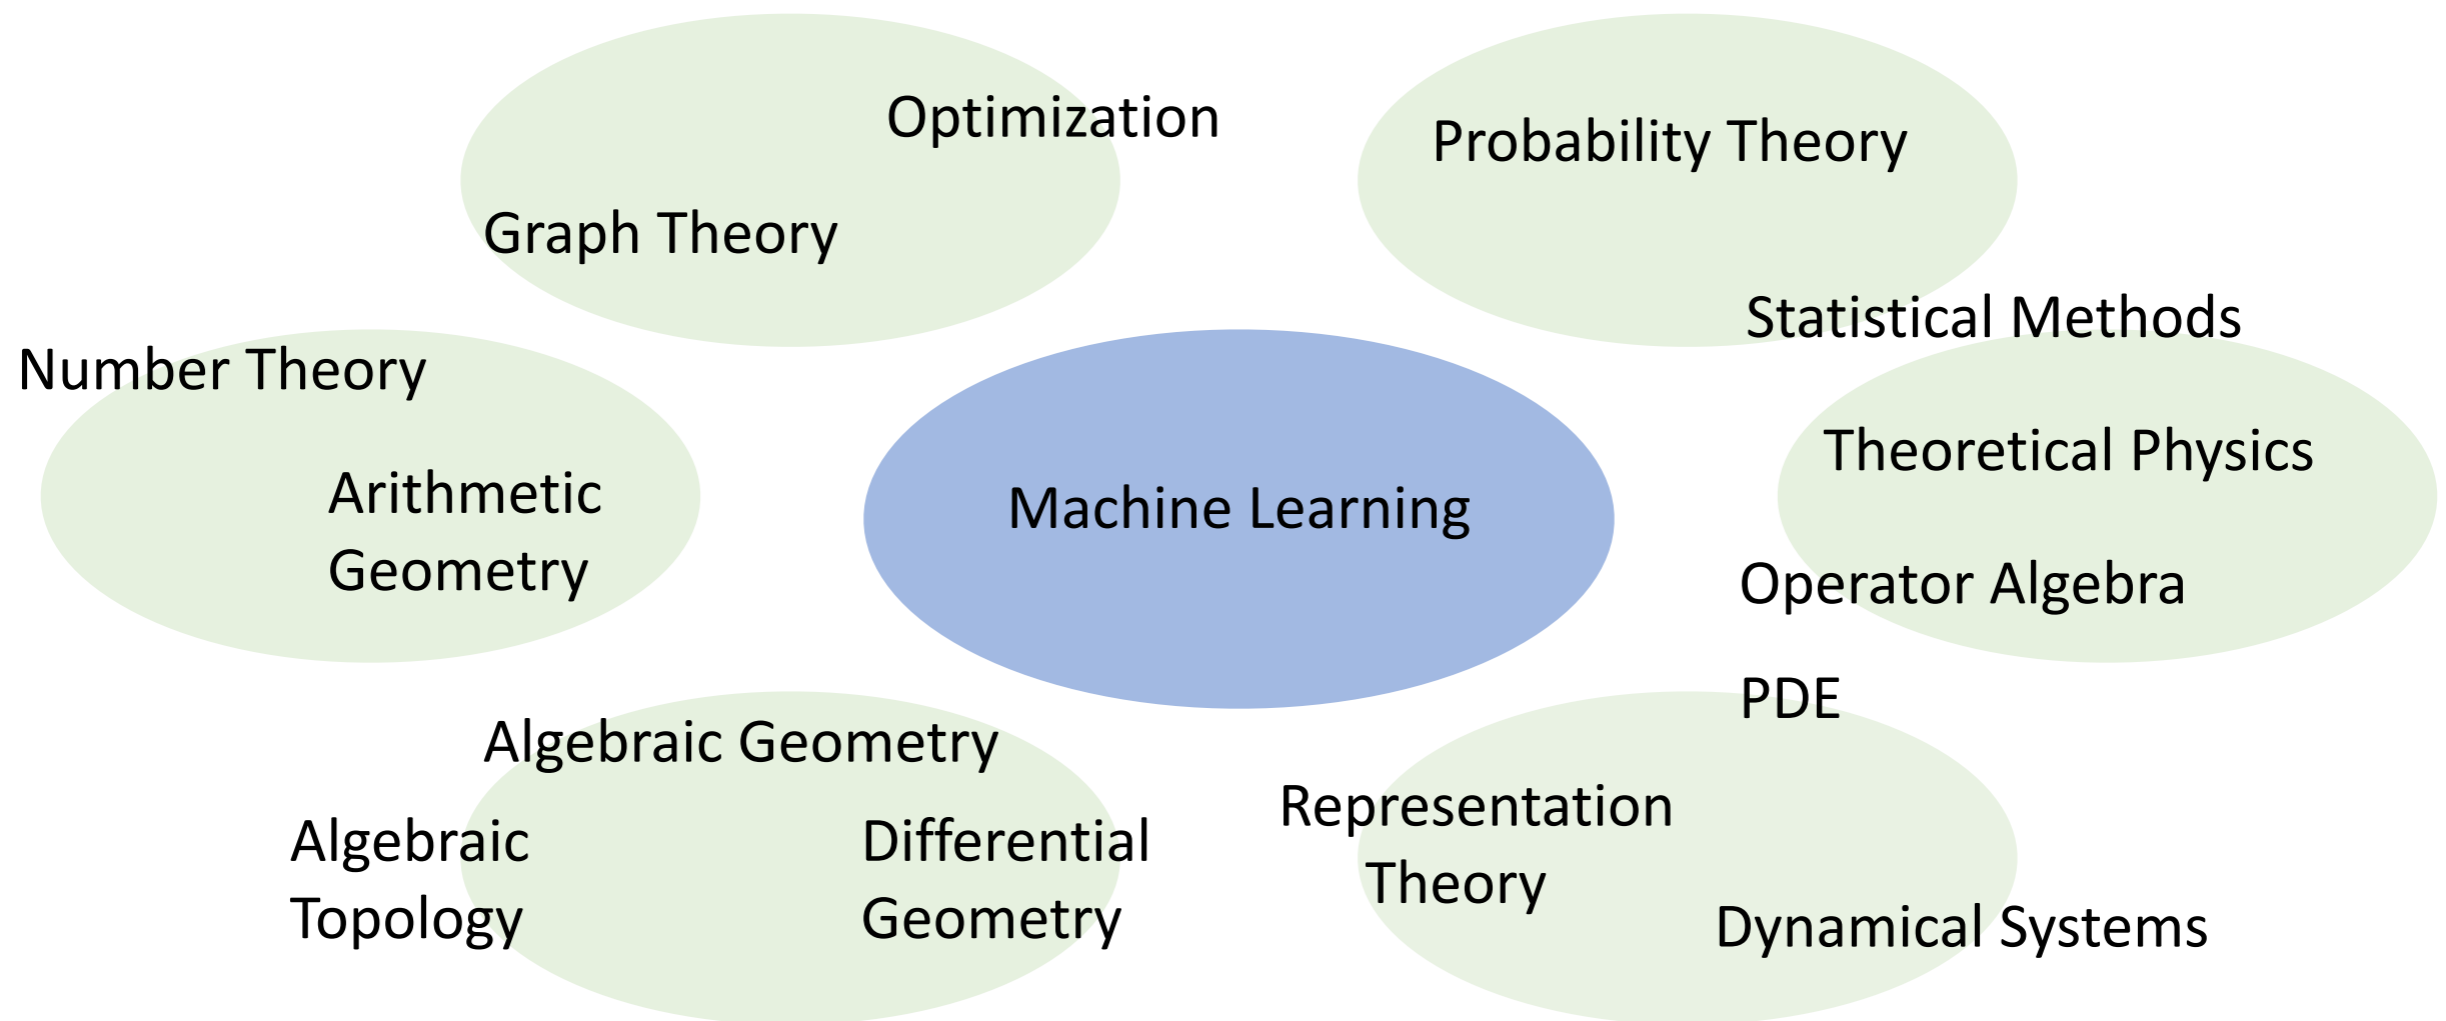 Optimization
Probability Theory
Graph Theory
Statistical Methods
Number Theory
Theoretical Physics
Arithmetic
Geometry
Machine Learning
Operator Algebra
PDE
Algebraic Geometry
Representation
Theory
Algebraic
Topology
Differential
Geometry
Dynamical Systems